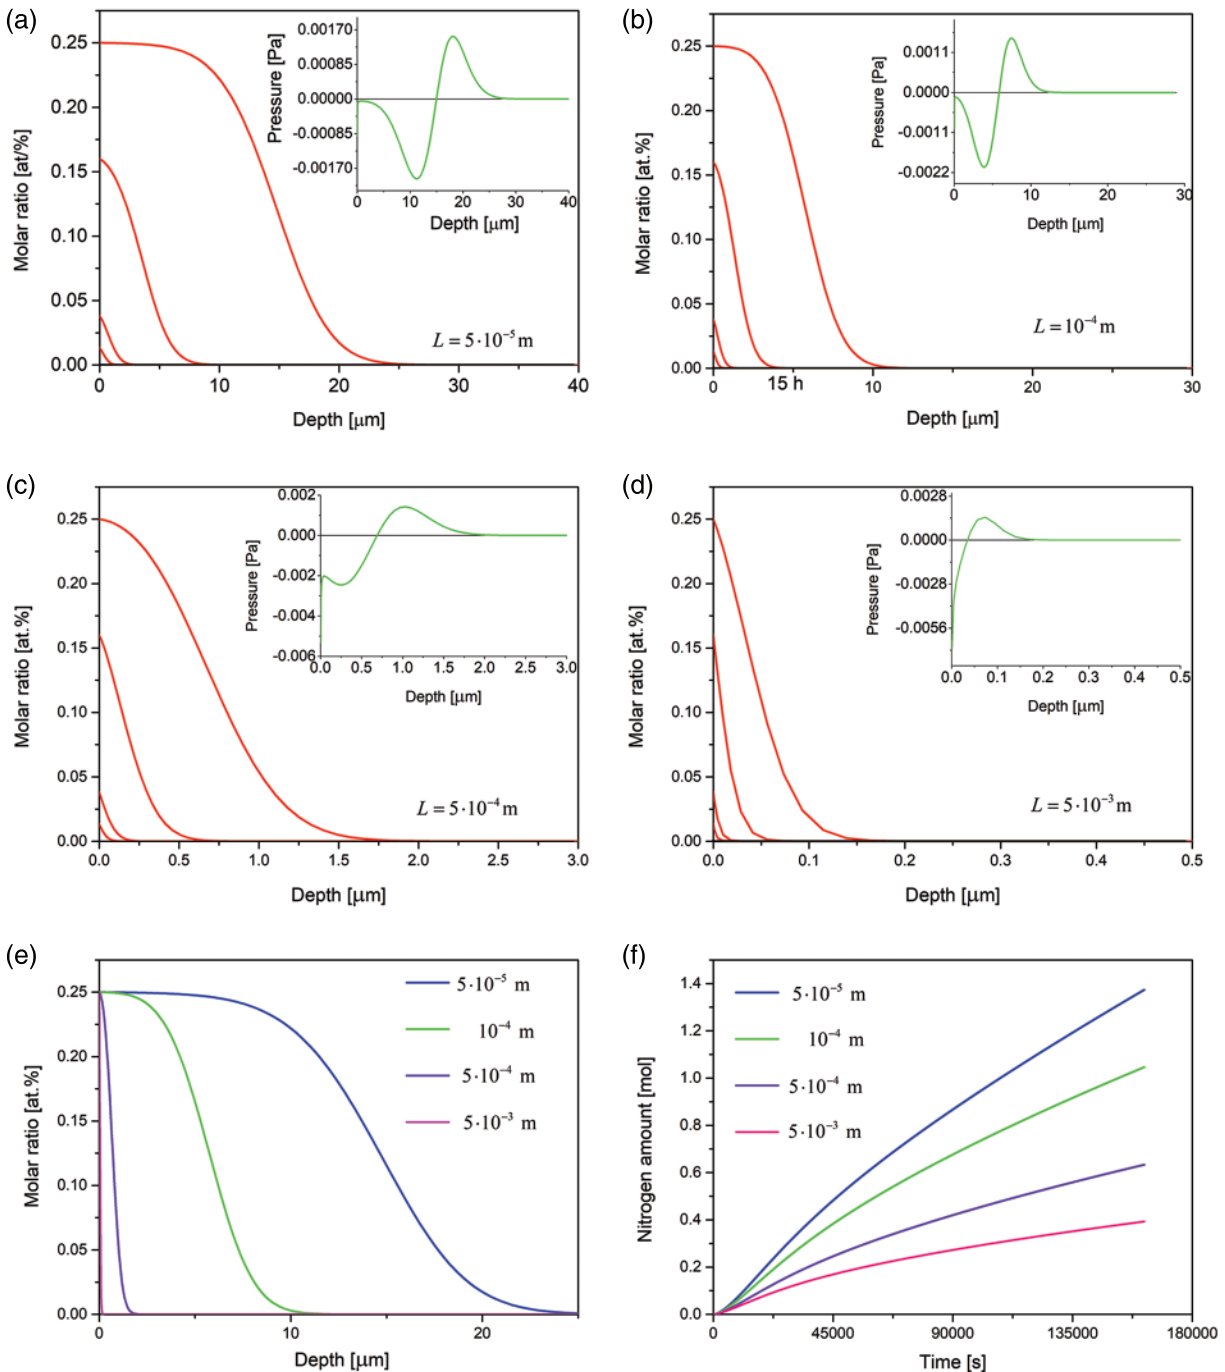 (a)
0.25
0.20
0.15
0.10
0.05
0.00
0
10
20
30
40
Molar ratio [at/%]
Depth [μm]
L = 5·10⁻⁵ m
0.00170
0.00085
0.00000
-0.00085
-0.00170
0
10
20
30
40
Pressure [Pa]
Depth [μm]
(b)
0.25
0.20
0.15
0.10
0.05
0.00
0
15 h
10
20
30
Molar ratio [at.%]
Depth [μm]
L = 10⁻⁴ m
0.0011
0.0000
-0.0011
-0.0022
0
10
20
30
Pressure [Pa]
Depth [μm]
(c)
0.25
0.20
0.15
0.10
0.05
0.00
0.0
0.5
1.0
1.5
2.0
2.5
3.0
Molar ratio [at.%]
Depth [μm]
L = 5·10⁻⁴ m
0.002
0.000
-0.002
-0.004
-0.006
0.0
0.5
1.0
1.5
2.0
2.5
3.0
Pressure [Pa]
Depth [μm]
(d)
0.25
0.20
0.15
0.10
0.05
0.00
0.0
0.1
0.2
0.3
0.4
0.5
Molar ratio [at.%]
Depth [μm]
L = 5·10⁻³ m
0.0028
0.0000
-0.0028
-0.0056
0.0
0.1
0.2
0.3
0.4
0.5
Pressure [Pa]
Depth [μm]
(e)
0.25
0.20
0.15
0.10
0.05
0.00
0
10
20
Molar ratio [at.%]
Depth [μm]
5·10⁻⁵ m
10⁻⁴ m
5·10⁻⁴ m
5·10⁻³ m
(f)
1.4
1.2
1.0
0.8
0.6
0.4
0.2
0.0
0
45000
90000
135000
180000
Nitrogen amount [mol]
Time [s]
5·10⁻⁵ m
10⁻⁴ m
5·10⁻⁴ m
5·10⁻³ m